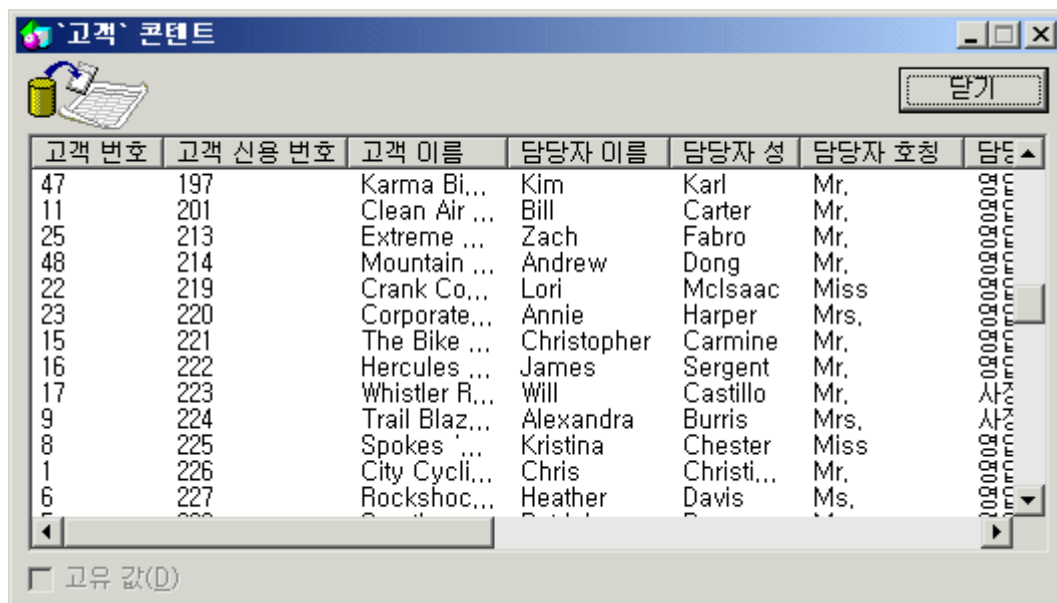 `고객` 콘텐트
닫기
고객 번호 고객 신용 번호 고객 이름 담당자 이름 담당자 성 담당자 호칭
47 197 Karma Bi... Kim Karl Mr.
11 201 Clean Air ... Bill Carter Mr.
25 213 Extreme ... Zach Fabro Mr.
48 214 Mountain ... Andrew Dong Mr.
22 219 Crank Co... Lori McIsaac Miss
23 220 Corporate... Annie Harper Mrs.
15 221 The Bike ... Christopher Carmine Mr.
16 222 Hercules ... James Sergent Mr.
17 223 Whistler R... Will Castillo Mr.
9 224 Trail Blaz... Alexandra Burris Mrs.
8 225 Spokes '... Kristina Chester Miss
1 226 City Cycli... Chris Christi... Mr.
6 227 Rockshoc... Heather Davis Ms.
고유 값(D)